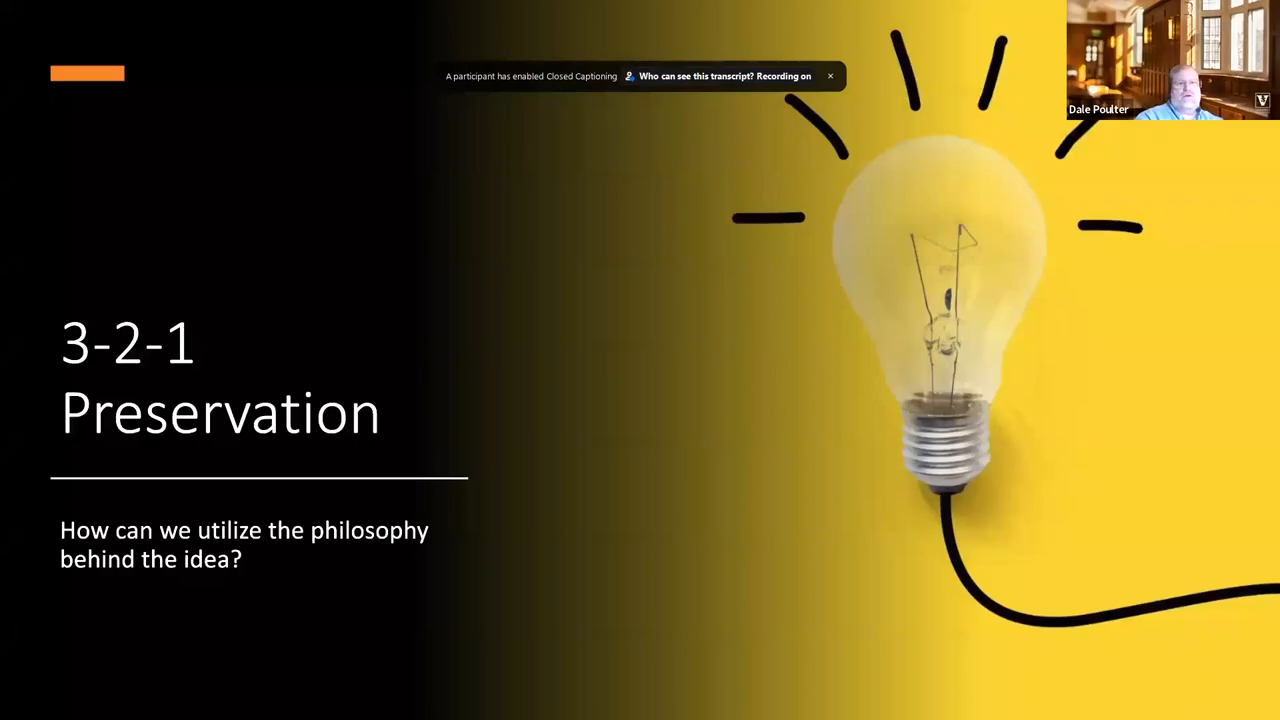 A participant has enabled Closed Captioning Who can see this transcript? Recording on ×
Dale Poulter
V
3-2-1
Preservation
How can we utilize the philosophy
behind the idea?